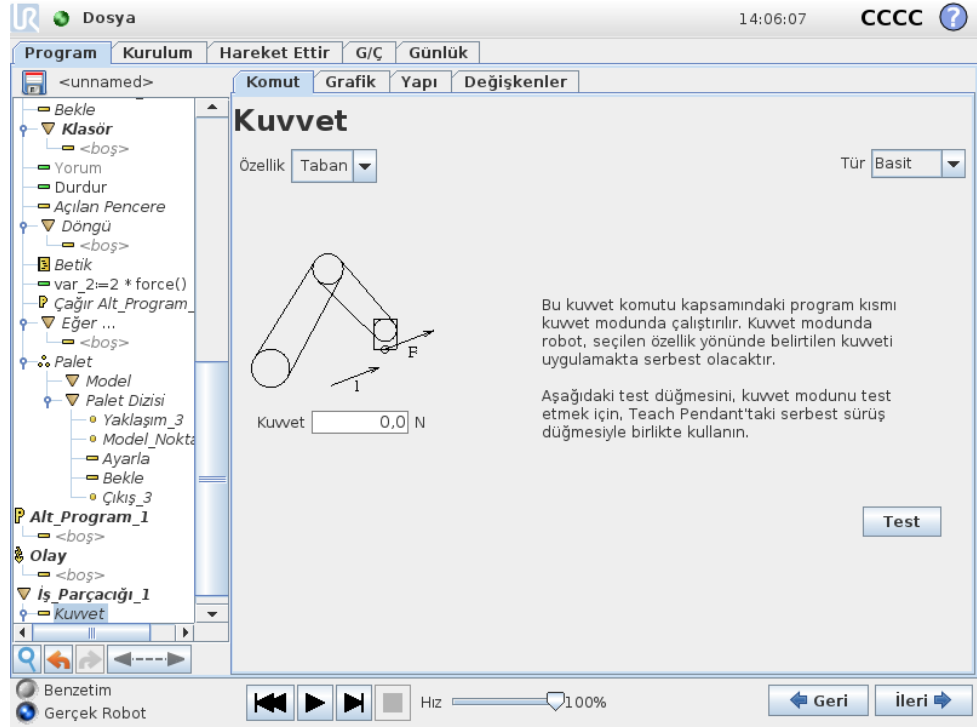 UR Dosya 14:06:07 CCCC ?
Program Kurulum Hareket Ettir G/Ç Günlük
<unnamed>
Komut Grafik Yapı Değişkenler
Bekle
Klasör
<boş>
Yorum
Durdur
Açılan Pencere
Döngü
<boş>
Betik
var_2:=2 * force()
Çağır Alt_Program_
Eğer ...
<boş>
Palet
Model
Palet Dizisi
Yaklaşım_3
Model_Nokta
Ayarla
Bekle
Çıkış_3
P Alt_Program_1
<boş>
Olay
<boş>
İş_Parçacığı_1
Kuvvet
Kuvvet
Özellik Taban
Tür Basit
F
1
Kuvvet 0,0 N
Bu kuvvet komutu kapsamındaki program kısmı
kuvvet modunda çalıştırılır. Kuvvet modunda
robot, seçilen özellik yönünde belirtilen kuvveti
uygulamakta serbest olacaktır.
Aşağıdaki test düğmesini, kuvvet modunu test
etmek için, Teach Pendant'taki serbest sürüş
düğmesiyle birlikte kullanın.
Test
Benzetim
Gerçek Robot
Hız 100%
Geri İleri